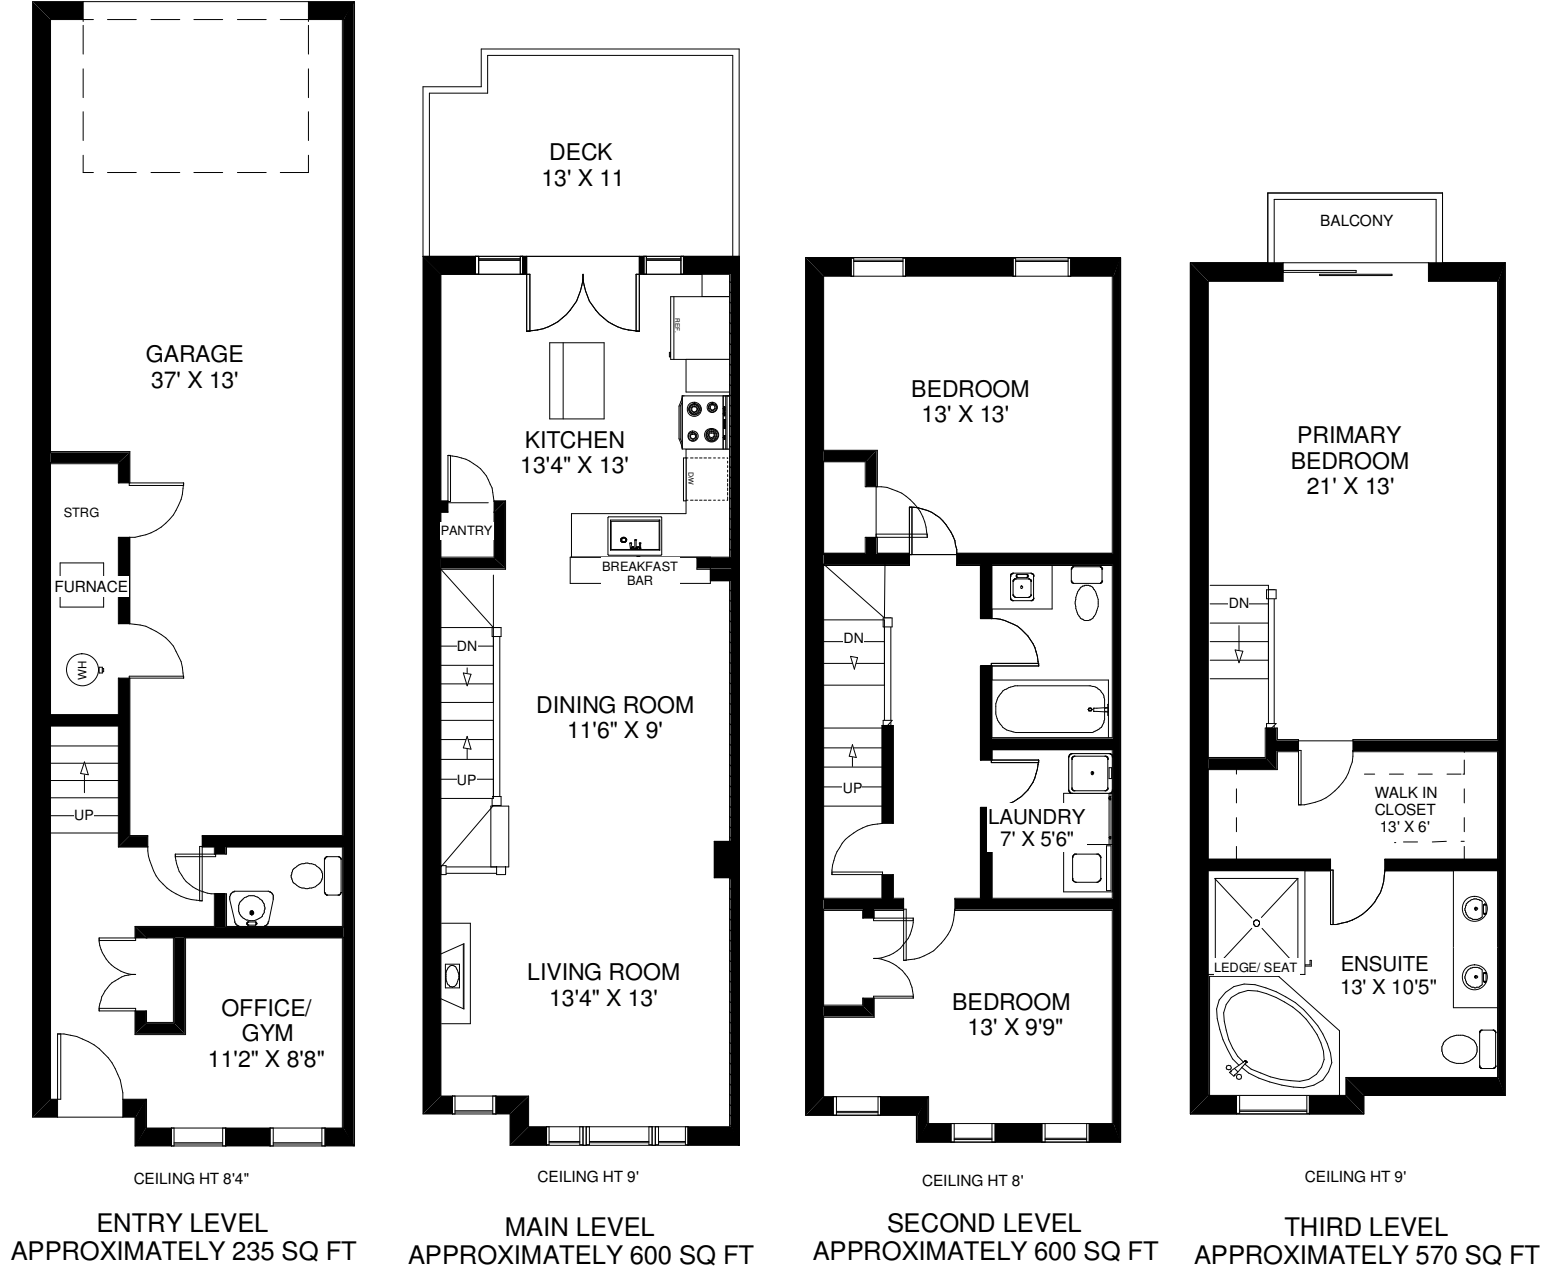 GARAGE
37' X 13'
STRG
FURNACE
WH
UP
OFFICE/
GYM
11'2" X 8'8"
CEILING HT 8'4"
ENTRY LEVEL
APPROXIMATELY 235 SQ FT
DECK
13' X 11
REF.
KITCHEN
13'4" X 13'
D/W
PANTRY
BREAKFAST
BAR
DN
DINING ROOM
11'6" X 9'
UP
LIVING ROOM
13'4" X 13'
CEILING HT 9'
MAIN LEVEL
APPROXIMATELY 600 SQ FT
BEDROOM
13' X 13'
DN
UP
LAUNDRY
7' X 5'6"
BEDROOM
13' X 9'9"
CEILING HT 8'
SECOND LEVEL
APPROXIMATELY 600 SQ FT
BALCONY
PRIMARY
BEDROOM
21' X 13'
DN
WALK IN
CLOSET
13' X 6'
LEDGE/ SEAT
ENSUITE
13' X 10'5"
CEILING HT 9'
THIRD LEVEL
APPROXIMATELY 570 SQ FT